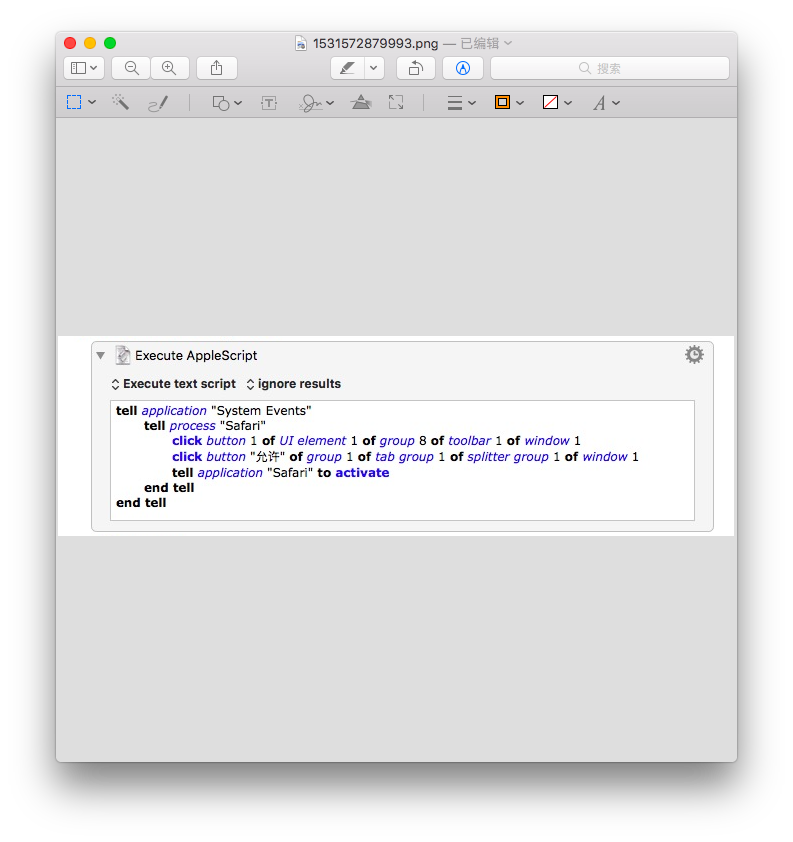 1531572879993.png — 已编辑
搜索
Execute AppleScript
Execute text script ignore results
tell application "System Events"
tell process "Safari"
click button 1 of UI element 1 of group 8 of toolbar 1 of window 1
click button "允许" of group 1 of tab group 1 of splitter group 1 of window 1
tell application "Safari" to activate
end tell
end tell